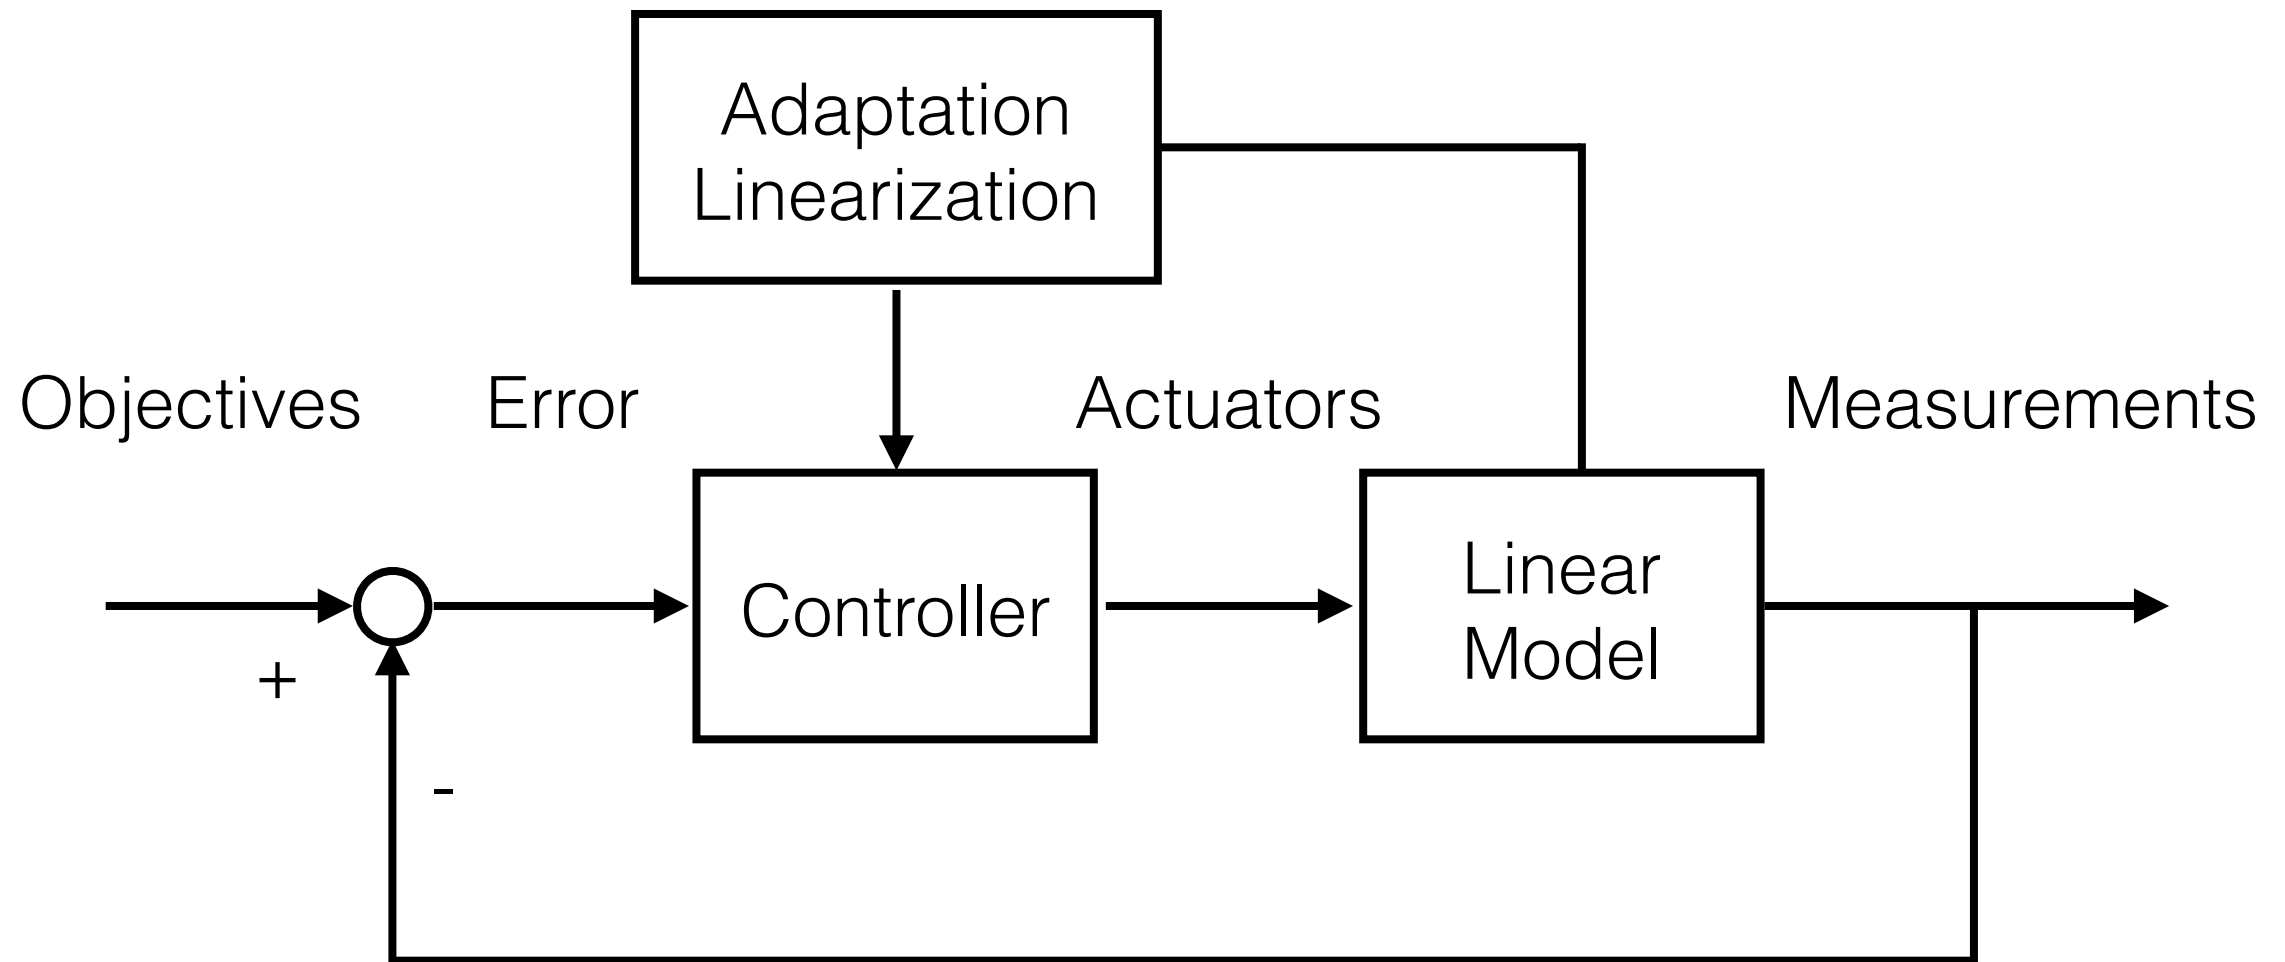 Adaptation
Linearization
Objectives
Error
Actuators
Measurements
Controller
Linear
Model
+
-